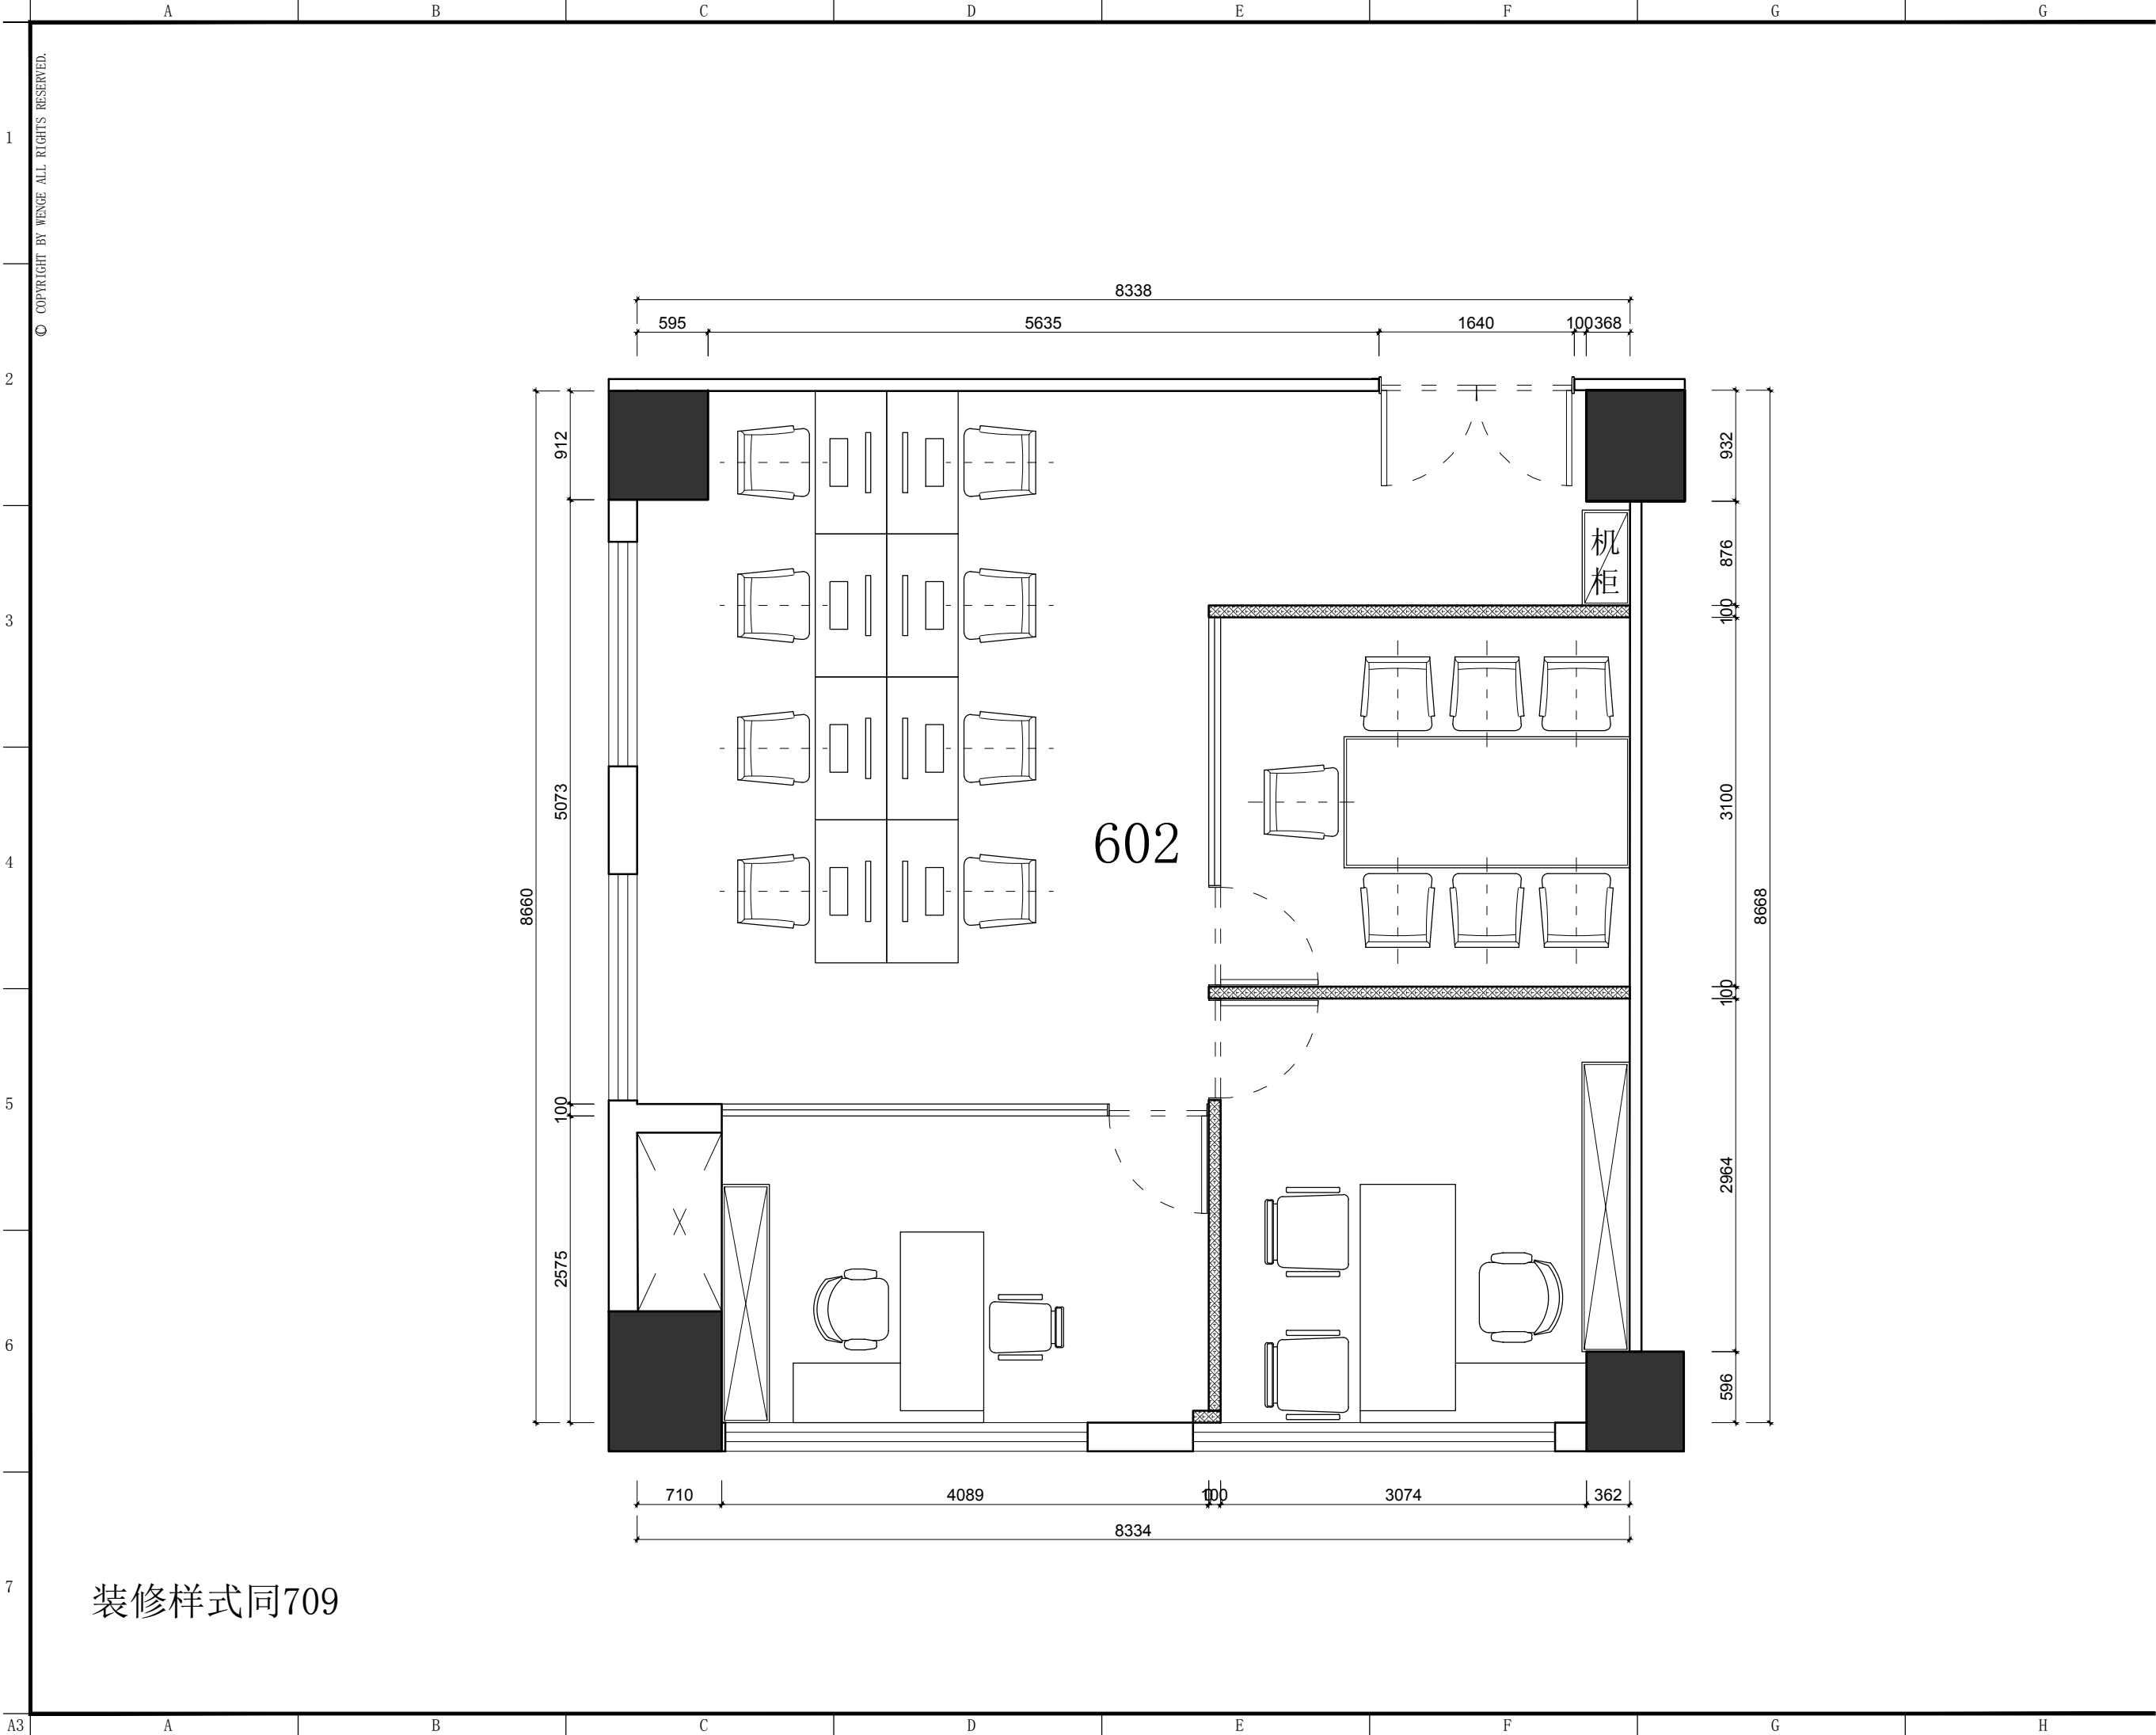 A B C D E F G G
© COPYRIGHT BY WENGE ALL RIGHTS RESERVED.
1
2
3
4
5
6
7
8338
595 5635 1640 100 368
912
5073
100
2575
8660
932
876
100
3100
100
2964
596
8668
机
柜
602
710 4089 100 3074 362
8334
装修样式同709
A3 A B C D E F G H